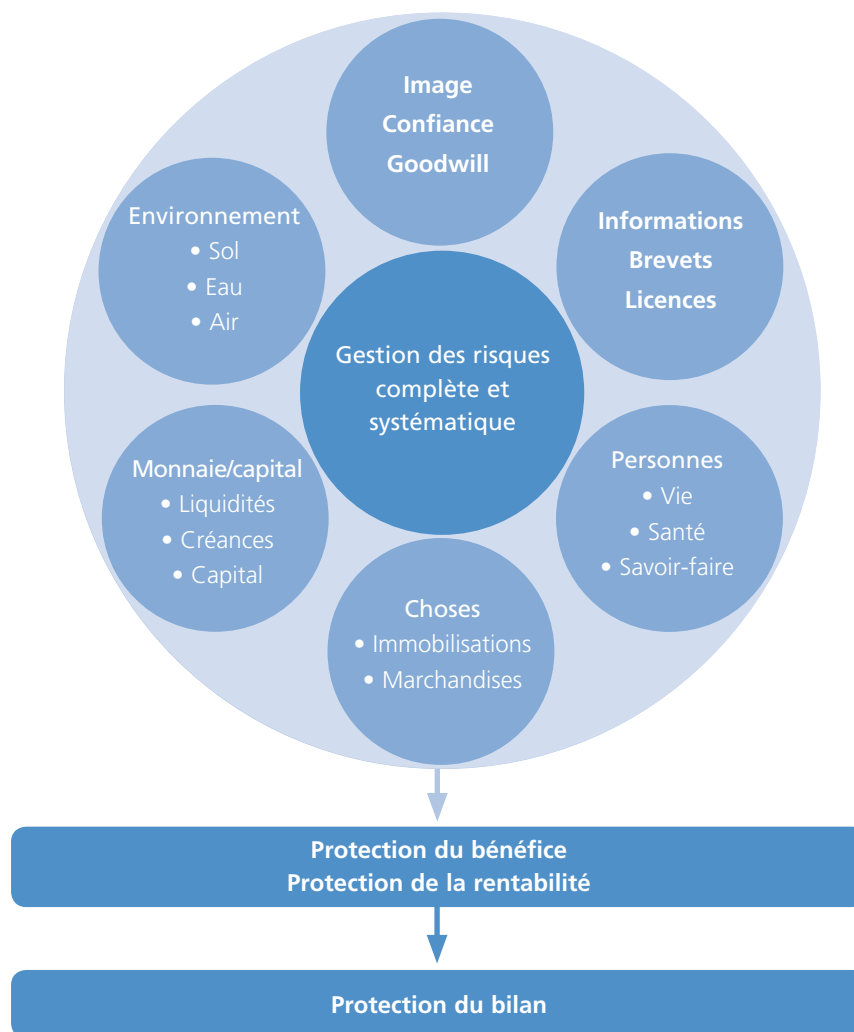 Image
Confiance
Goodwill
Environnement
• Sol
• Eau
• Air
Informations
Brevets
Licences
Gestion des risques
complète et
systématique
Monnaie/capital
• Liquidités
• Créances
• Capital
Personnes
• Vie
• Santé
• Savoir-faire
Choses
• Immobilisations
• Marchandises
Protection du bénéfice
Protection de la rentabilité
Protection du bilan